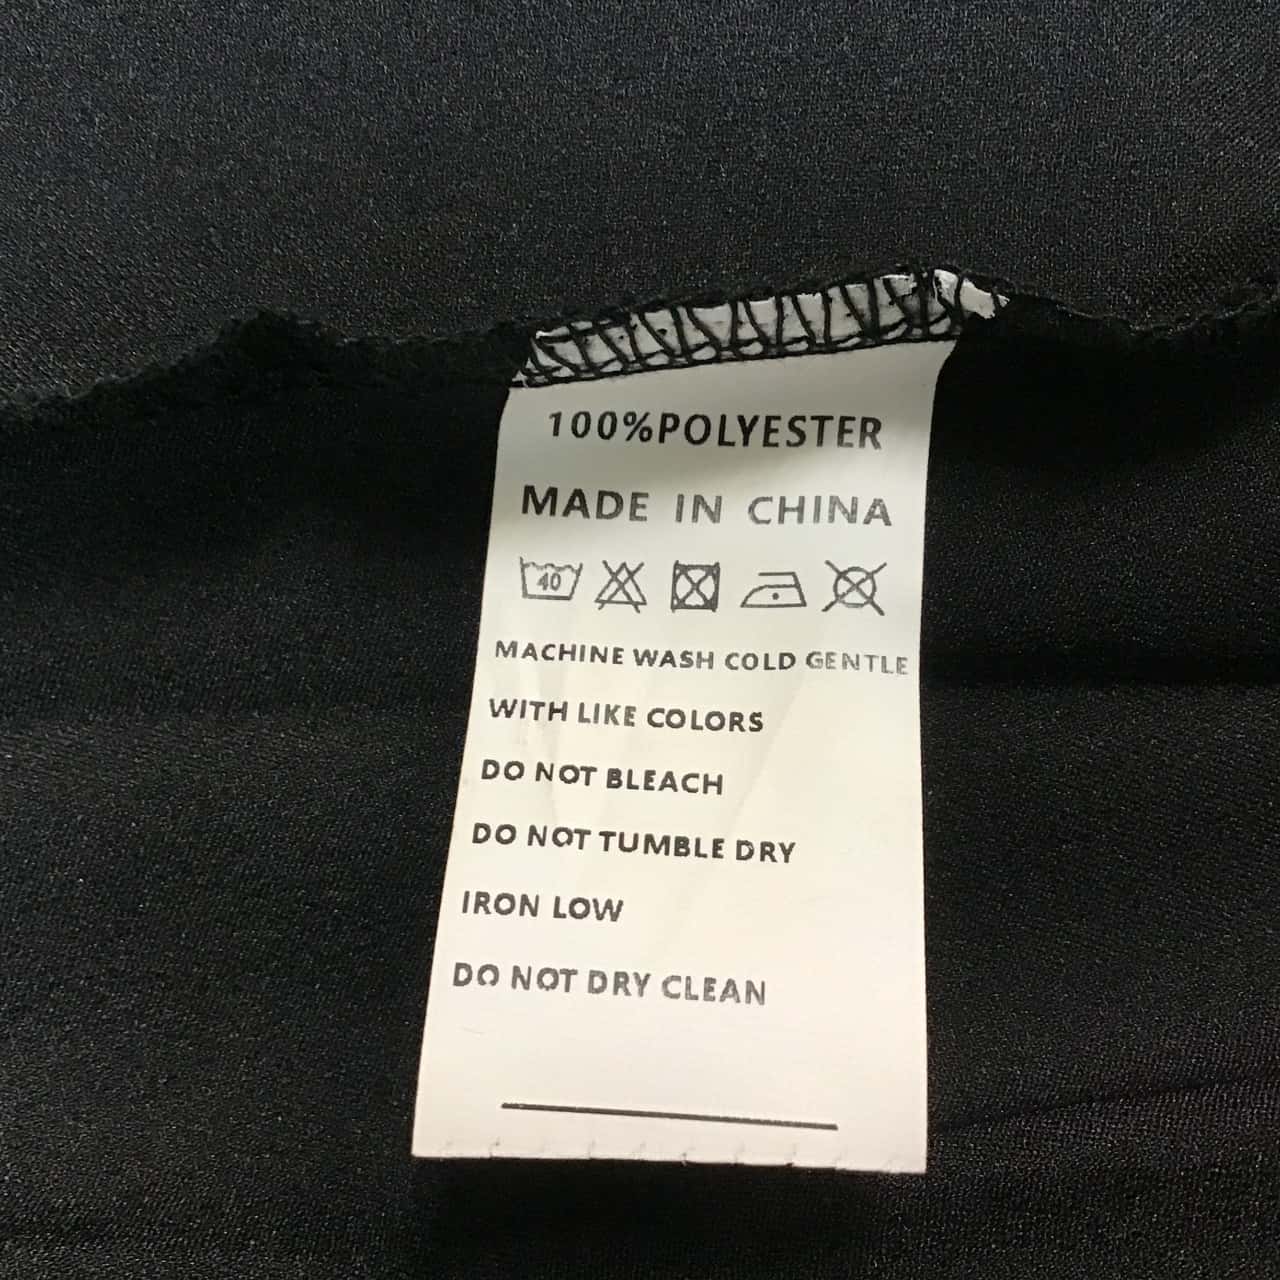 100%POLYESTER
MADE IN CHINA
40
MACHINE WASH COLD GENTLE
WITH LIKE COLORS
DO NOT BLEACH
DO NOT TUMBLE DRY
IRON LOW
DO NOT DRY CLEAN